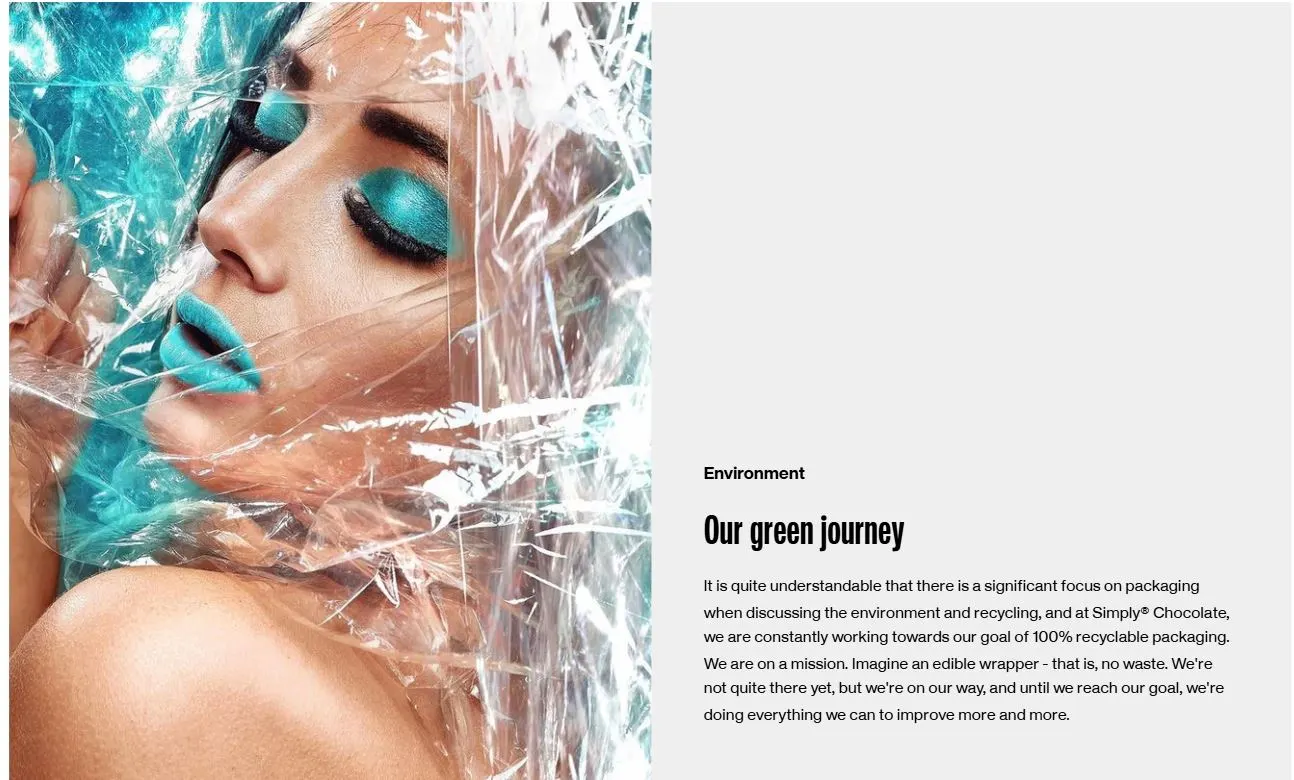 Environment
Our green journey
It is quite understandable that there is a significant focus on packaging
when discussing the environment and recycling, and at Simply® Chocolate,
we are constantly working towards our goal of 100% recyclable packaging.
We are on a mission. Imagine an edible wrapper - that is, no waste. We're
not quite there yet, but we're on our way, and until we reach our goal, we're
doing everything we can to improve more and more.